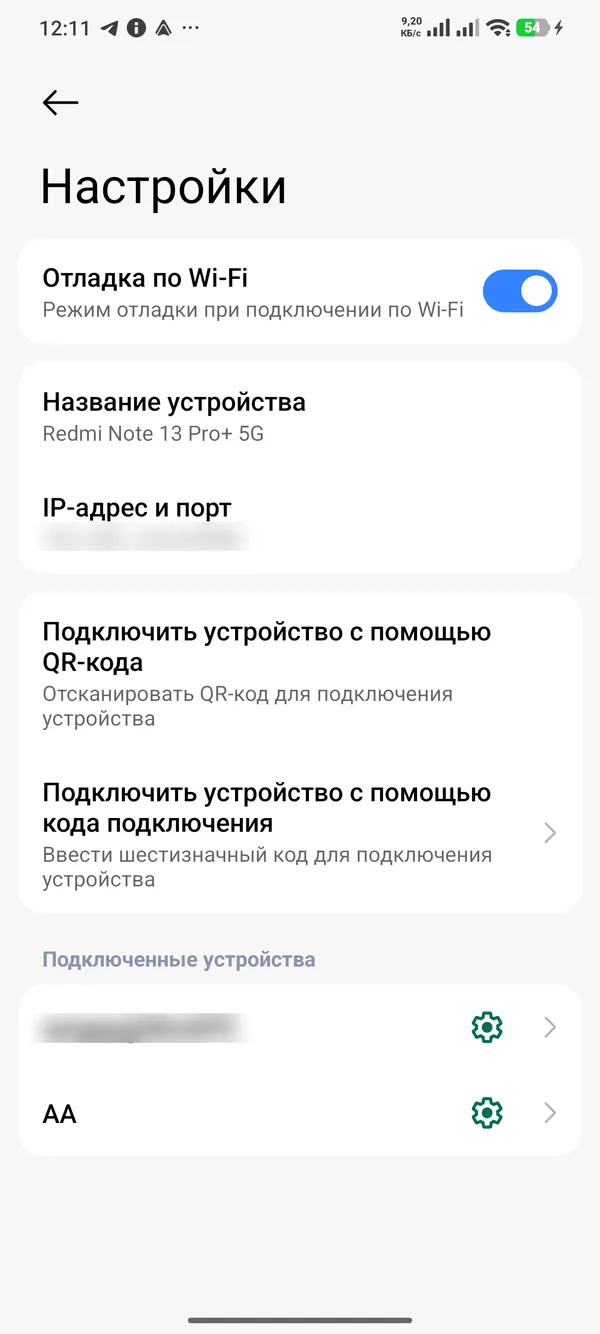 12:11
9,20
КБ/с
54
Настройки
Отладка по Wi-Fi
Режим отладки при подключении по Wi-Fi
Название устройства
Redmi Note 13 Pro+ 5G
IP-адрес и порт
Подключить устройство с помощью
QR-кода
Отсканировать QR-код для подключения
устройства
Подключить устройство с помощью
кода подключения
Ввести шестизначный код для подключения
устройства
Подключенные устройства
AA